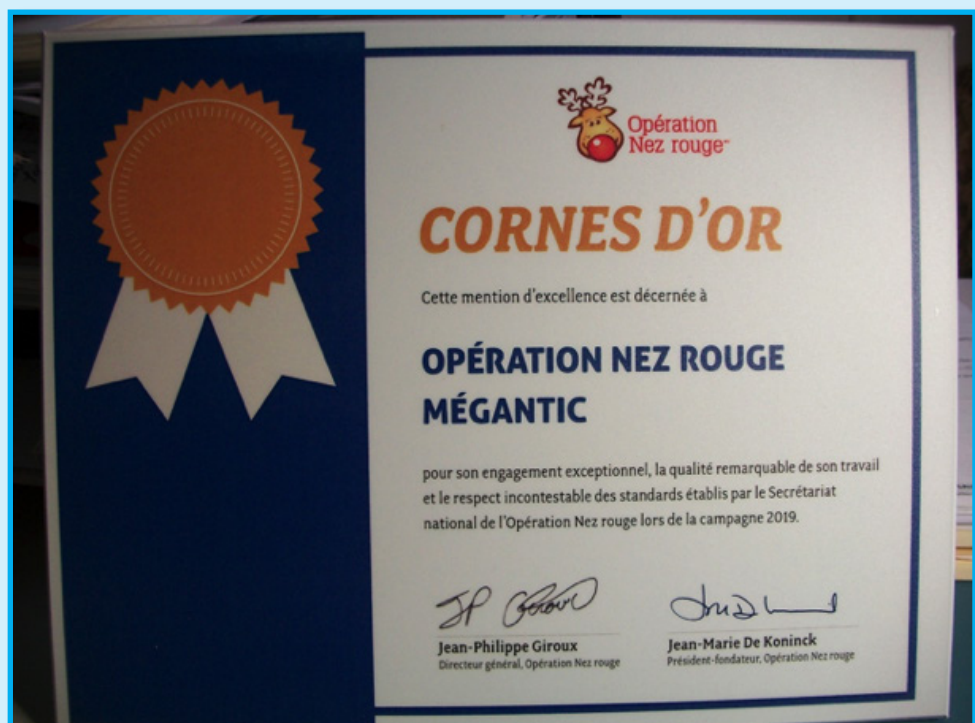 Opération
Nez rouge™
CORNES D'OR
Cette mention d'excellence est décernée à
OPÉRATION NEZ ROUGE
MÉGANTIC
pour son engagement exceptionnel, la qualité remarquable de son travail
et le respect incontestable des standards établis par le Secrétariat
national de l'Opération Nez rouge lors de la campagne 2019.
Jean-Philippe Giroux
Directeur général, Opération Nez rouge
Jean-Marie De Koninck
Président-fondateur, Opération Nez rouge